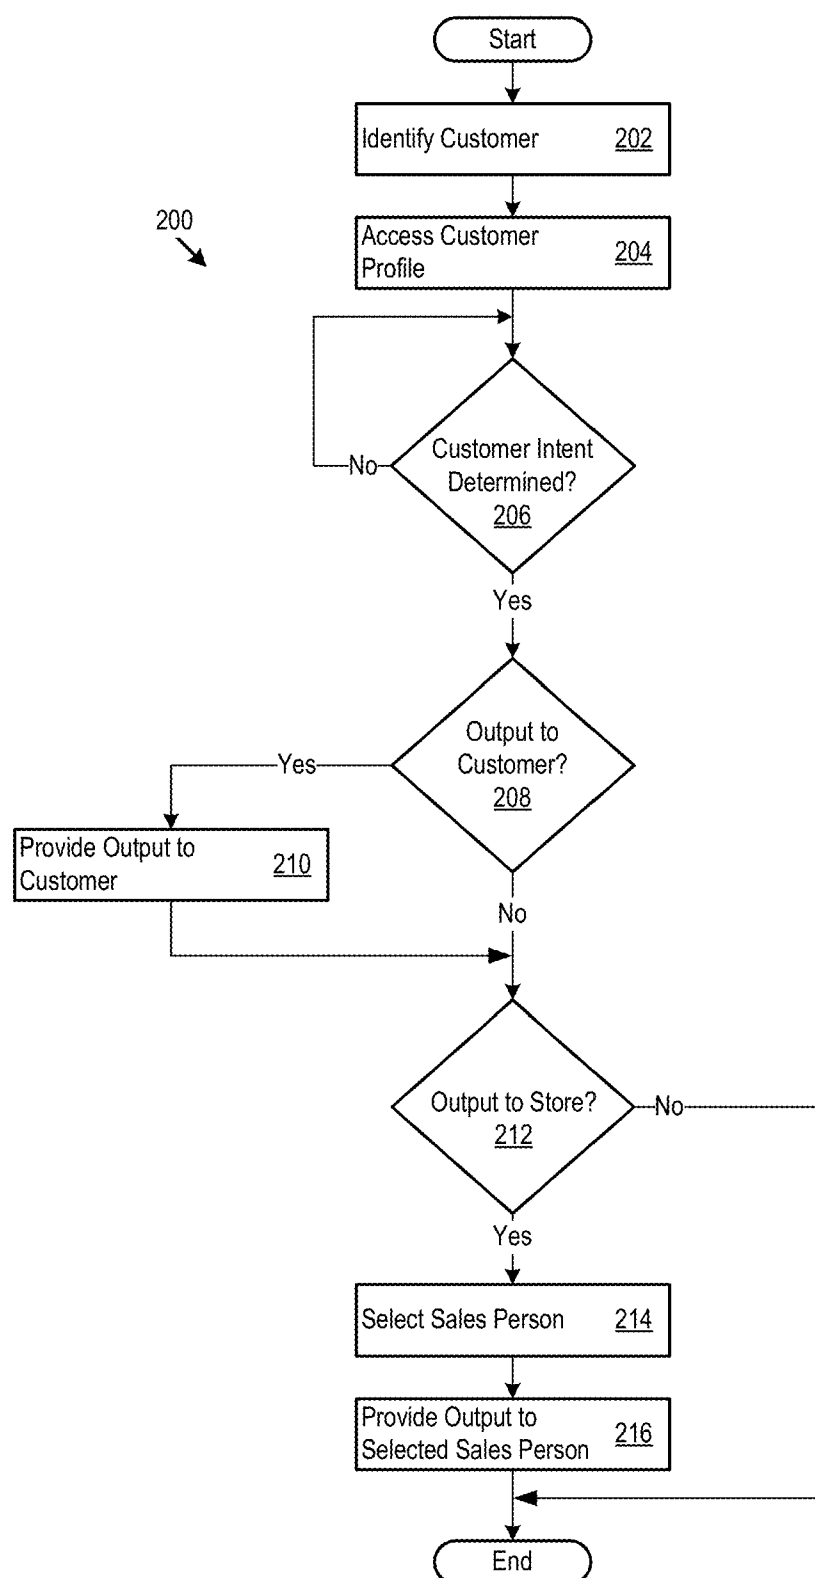 Start
Identify Customer 202
200
Access Customer
Profile 204
Customer Intent
Determined?
206
No
Yes
Output to
Customer?
208
Yes
Provide Output to
Customer 210
No
Output to Store?
212
No
Yes
Select Sales Person 214
Provide Output to
Selected Sales Person 216
End